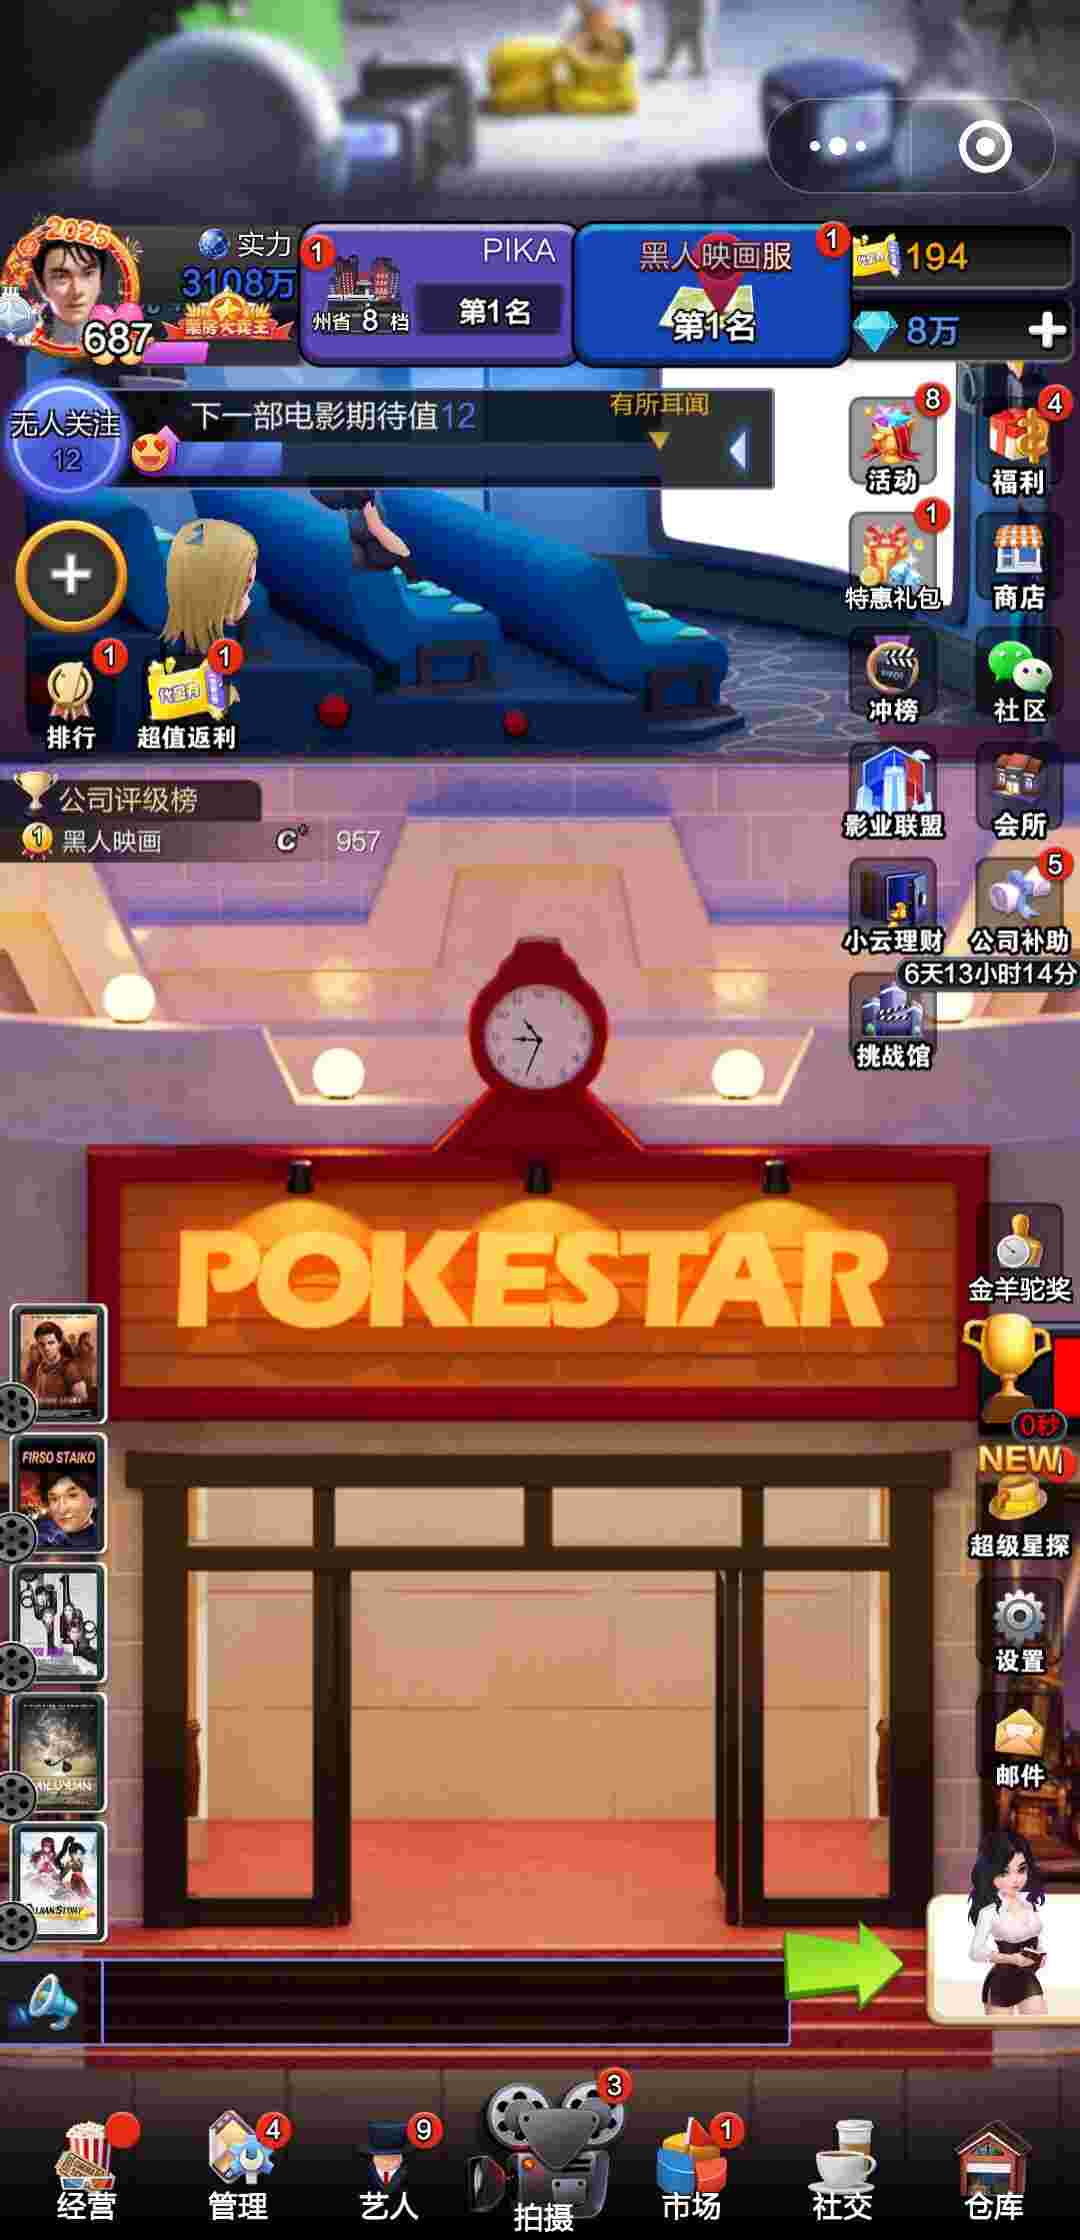 2025
实力
3108万
687
票房大赛王
1
PIKA
州省 8 档
第1名
黑人映画服
1
第1名
194
8万
无人关注
12
下一部电影期待值12
有所耳闻
8
活动
4
福利
1
特惠礼包
商店
1
排行
1
超值返利
冲榜
社区
公司评级榜
1
黑人映画
C+
957
影业联盟
会所
小云理财
5
公司补助
6天13小时14分
挑战馆
POKESTAR
金羊驼奖
0秒
FIRSO STAIKO
NEW
超级星探
设置
邮件
经营
4
管理
9
艺人
3
拍摄
1
市场
社交
仓库